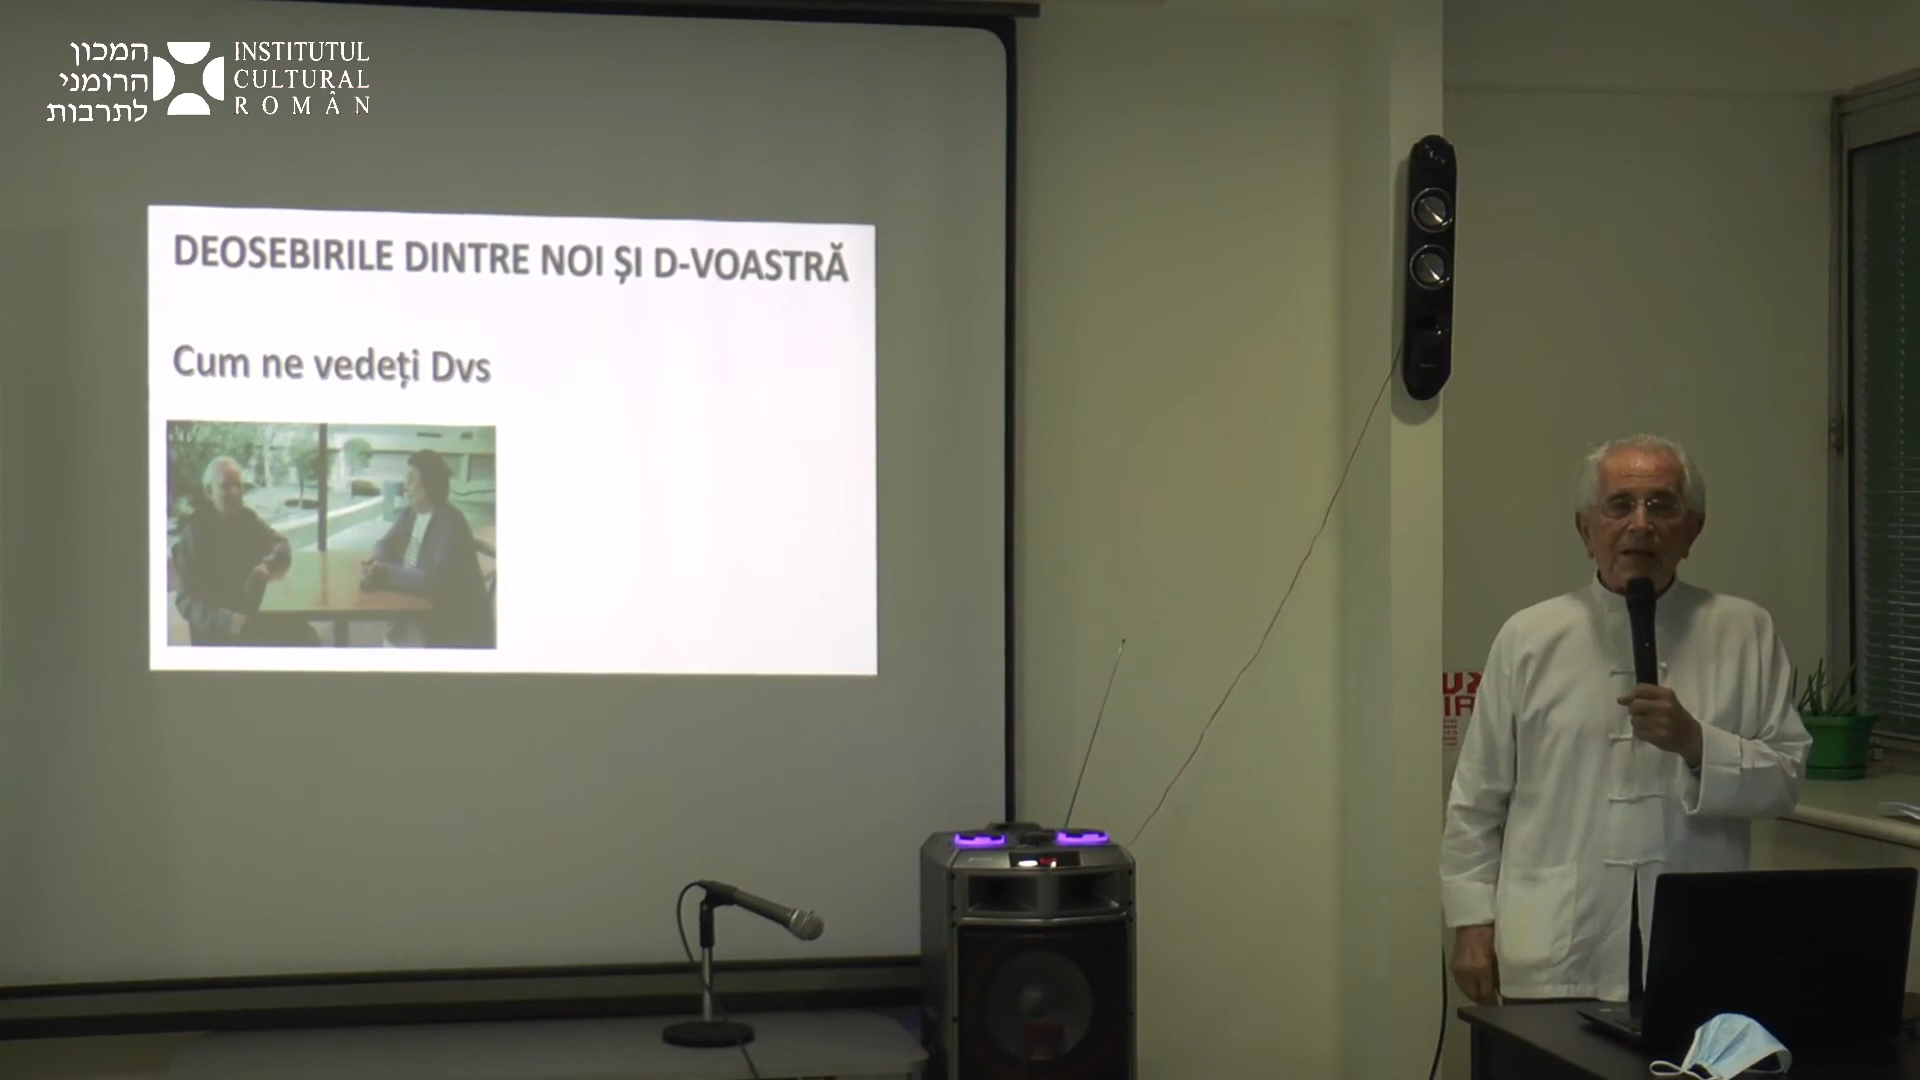 המכון
הרומני
לתרבות
INSTITUTUL
CULTURAL
ROMÂN
DEOSEBIRILE DINTRE NOI ȘI D-VOASTRĂ
Cum ne vedeți Dvs